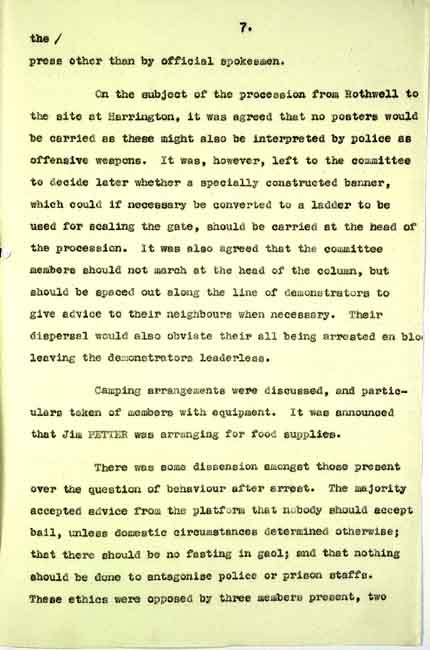 7.
the /
press other than by official spokesmen.
On the subject of the procession from Rothwell to
the site at Harrington, it was agreed that no posters would
be carried as these might also be interpreted by police as
offensive weapons. It was, however, left to the committee
to decide later whether a specially constructed banner,
which could if necessary be converted to a ladder to be
used for scaling the gate, should be carried at the head of
the procession. It was also agreed that the committee
members should not march at the head of the column, but
should be spaced out along the line of demonstrators to
give advice to their neighbours when necessary. Their
dispersal would also obviate their all being arrested en bloc
leaving the demonstrators leaderless.
Camping arrangements were discussed, and partic-
ulars taken of members with equipment. It was announced
that Jim PETTER was arranging for food supplies.
There was some dissension amongst those present
over the question of behaviour after arrest. The majority
accepted advice from the platform that nobody should accept
bail, unless domestic circumstances determined otherwise;
that there should be no fasting in gaol; and that nothing
should be done to antagonise police or prison staffs.
These ethics were opposed by three members present, two